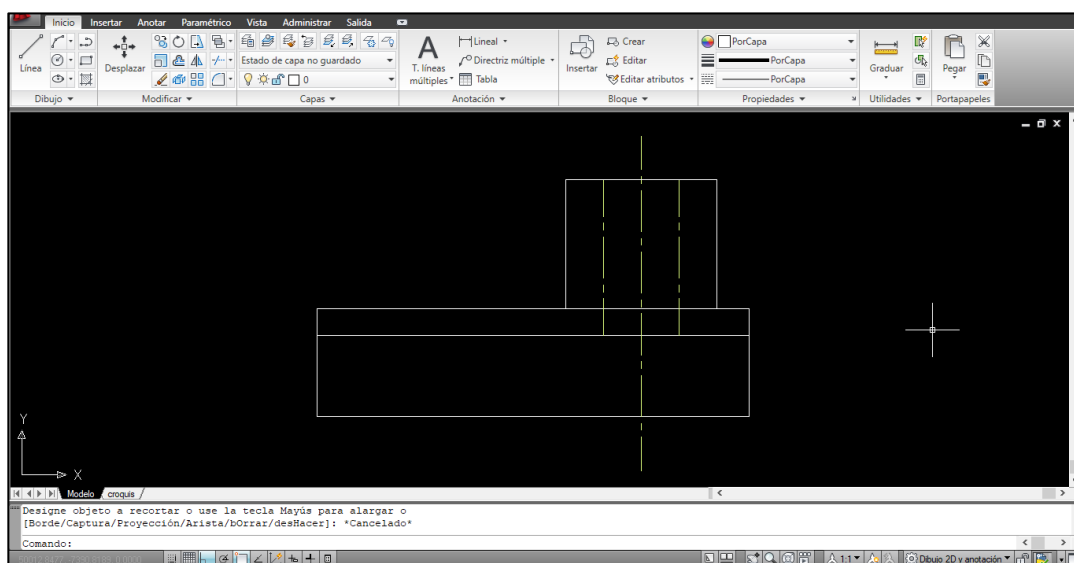 Inicio Insertar Anotar Paramétrico Vista Administrar Salida
Línea
Desplazar
Estado de capa no guardado
0
A
T. líneas
múltiples
Lineal
Directriz múltiple
Tabla
Insertar
Crear
Editar
Editar atributos
PorCapa
PorCapa
PorCapa
Graduar
Pegar
Dibujo Modificar Capas Anotación Bloque Propiedades Utilidades Portapapeles
Y
X
Modelo croquis
Designe objeto a recortar o use la tecla Mayús para alargar o
[Borde/Captura/Proyección/Arista/bOrrar/desHacer]: *Cancelado*
Comando:
1:1 Dibujo 2D y anotación